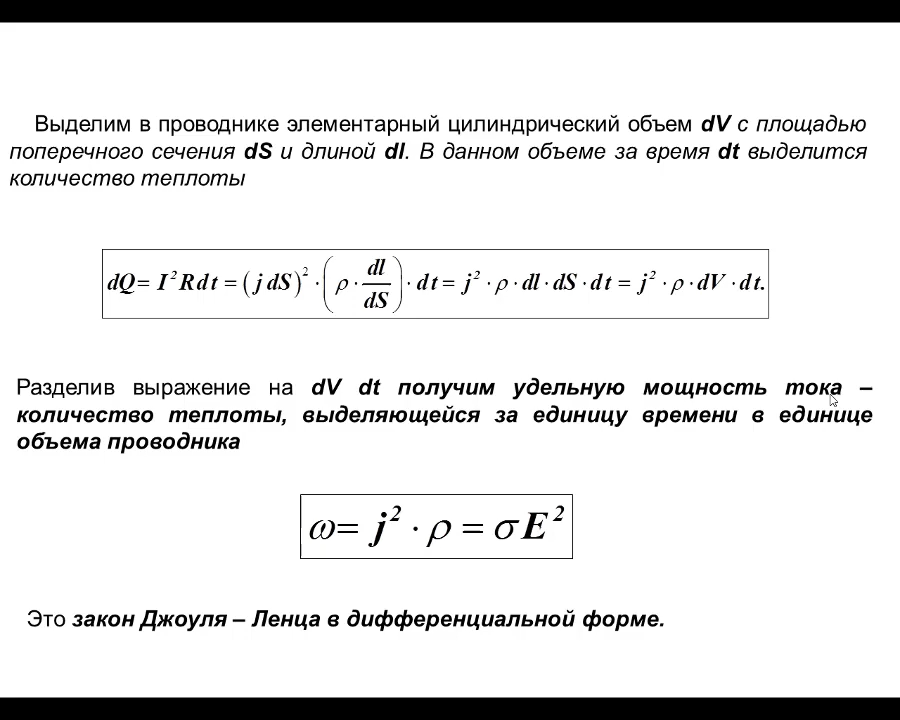 Выделим в проводнике элементарный цилиндрический объем dV с площадью
поперечного сечения dS и длиной dl. В данном объеме за время dt выделится
количество теплоты
dQ= I²Rdt = (j dS)² · (ρ · dl/dS) · dt = j² · ρ · dl · dS · dt = j² · ρ · dV · dt.
Разделив выражение на dV dt получим удельную мощность тока –
количество теплоты, выделяющейся за единицу времени в единице
объема проводника
ω= j² · ρ = σE²
Это закон Джоуля – Ленца в дифференциальной форме.